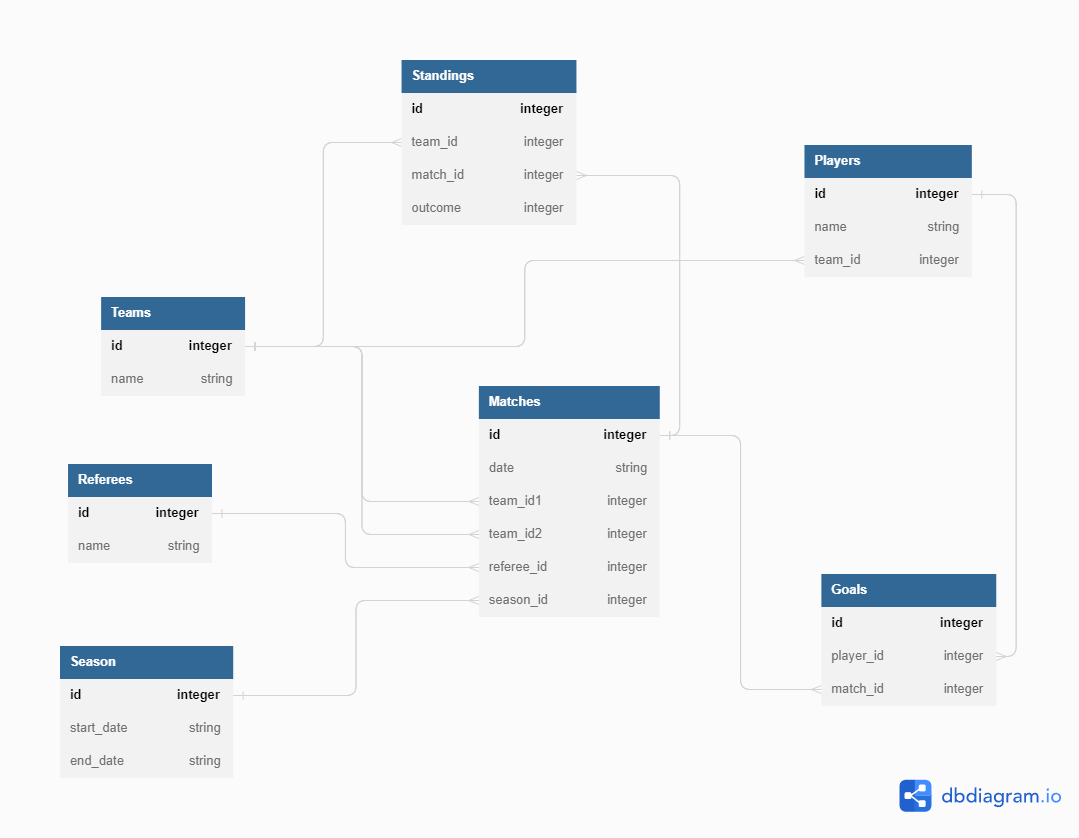 Standings
id integer
team_id integer
match_id integer
outcome integer
Players
id integer
name string
team_id integer
Teams
id integer
name string
Matches
id integer
date string
team_id1 integer
team_id2 integer
referee_id integer
season_id integer
Referees
id integer
name string
Goals
id integer
player_id integer
match_id integer
Season
id integer
start_date string
end_date string
dbdiagram.io